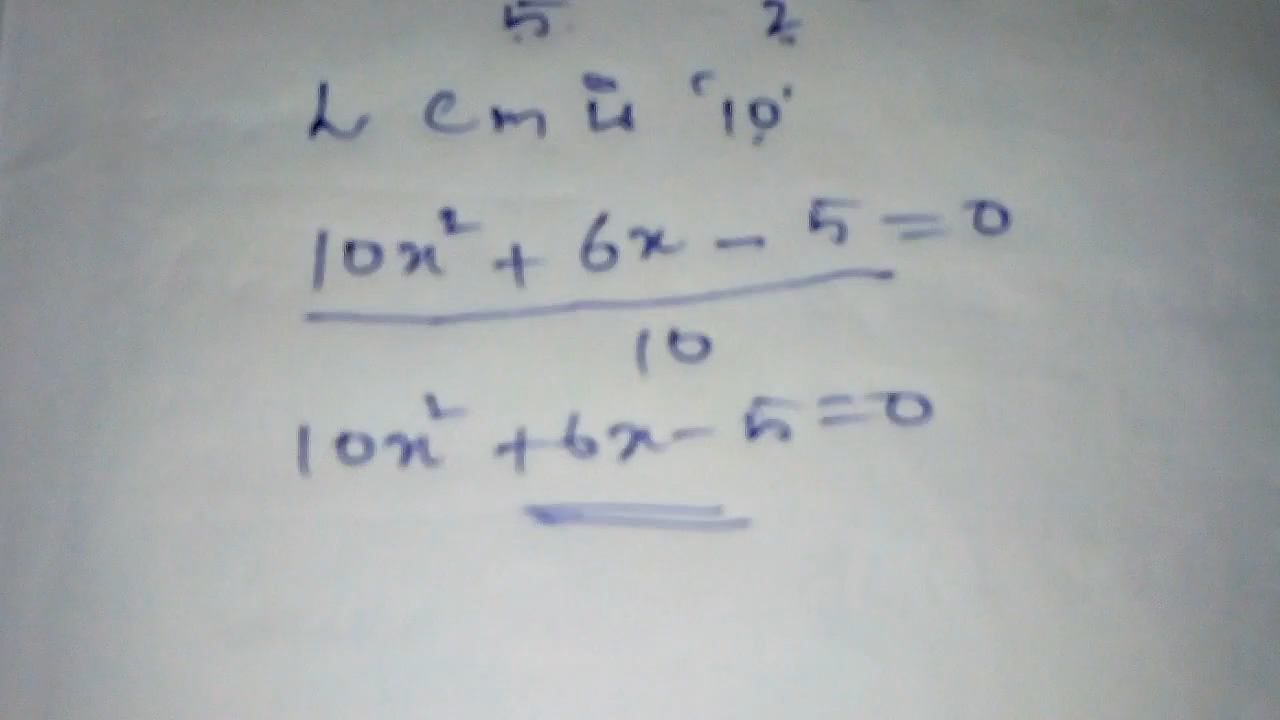 5 2
L cm is '10'
10x² + 6x - 5 = 0
10
10x² + 6x - 5 = 0